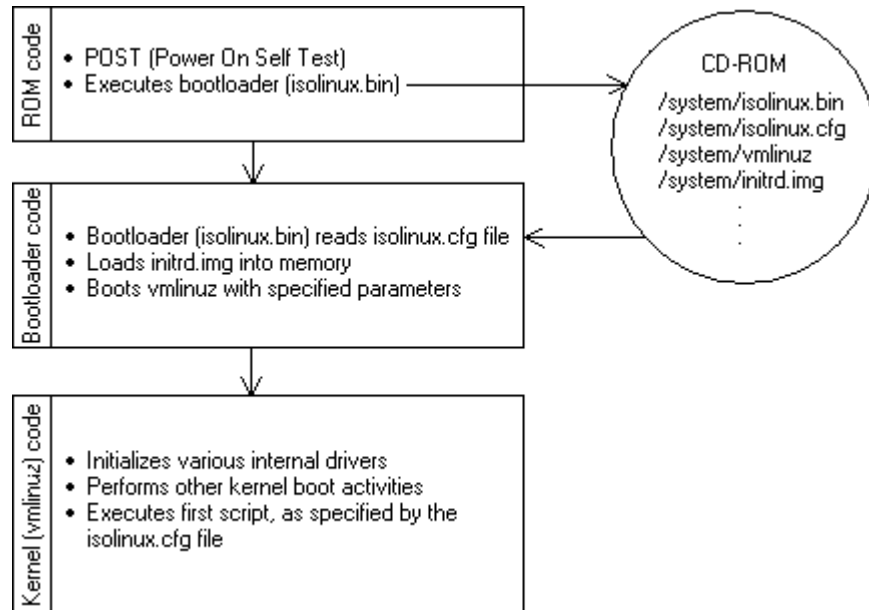 ROM code
• POST (Power On Self Test)
• Executes bootloader (isolinux.bin)
CD-ROM
/system/isolinux.bin
/system/isolinux.cfg
/system/vmlinuz
/system/initrd.img
Bootloader code
• Bootloader (isolinux.bin) reads isolinux.cfg file
• Loads initrd.img into memory
• Boots vmlinuz with specified parameters
Kernel (vmlinuz) code
• Initializes various internal drivers
• Performs other kernel boot activities
• Executes first script, as specified by the
isolinux.cfg file